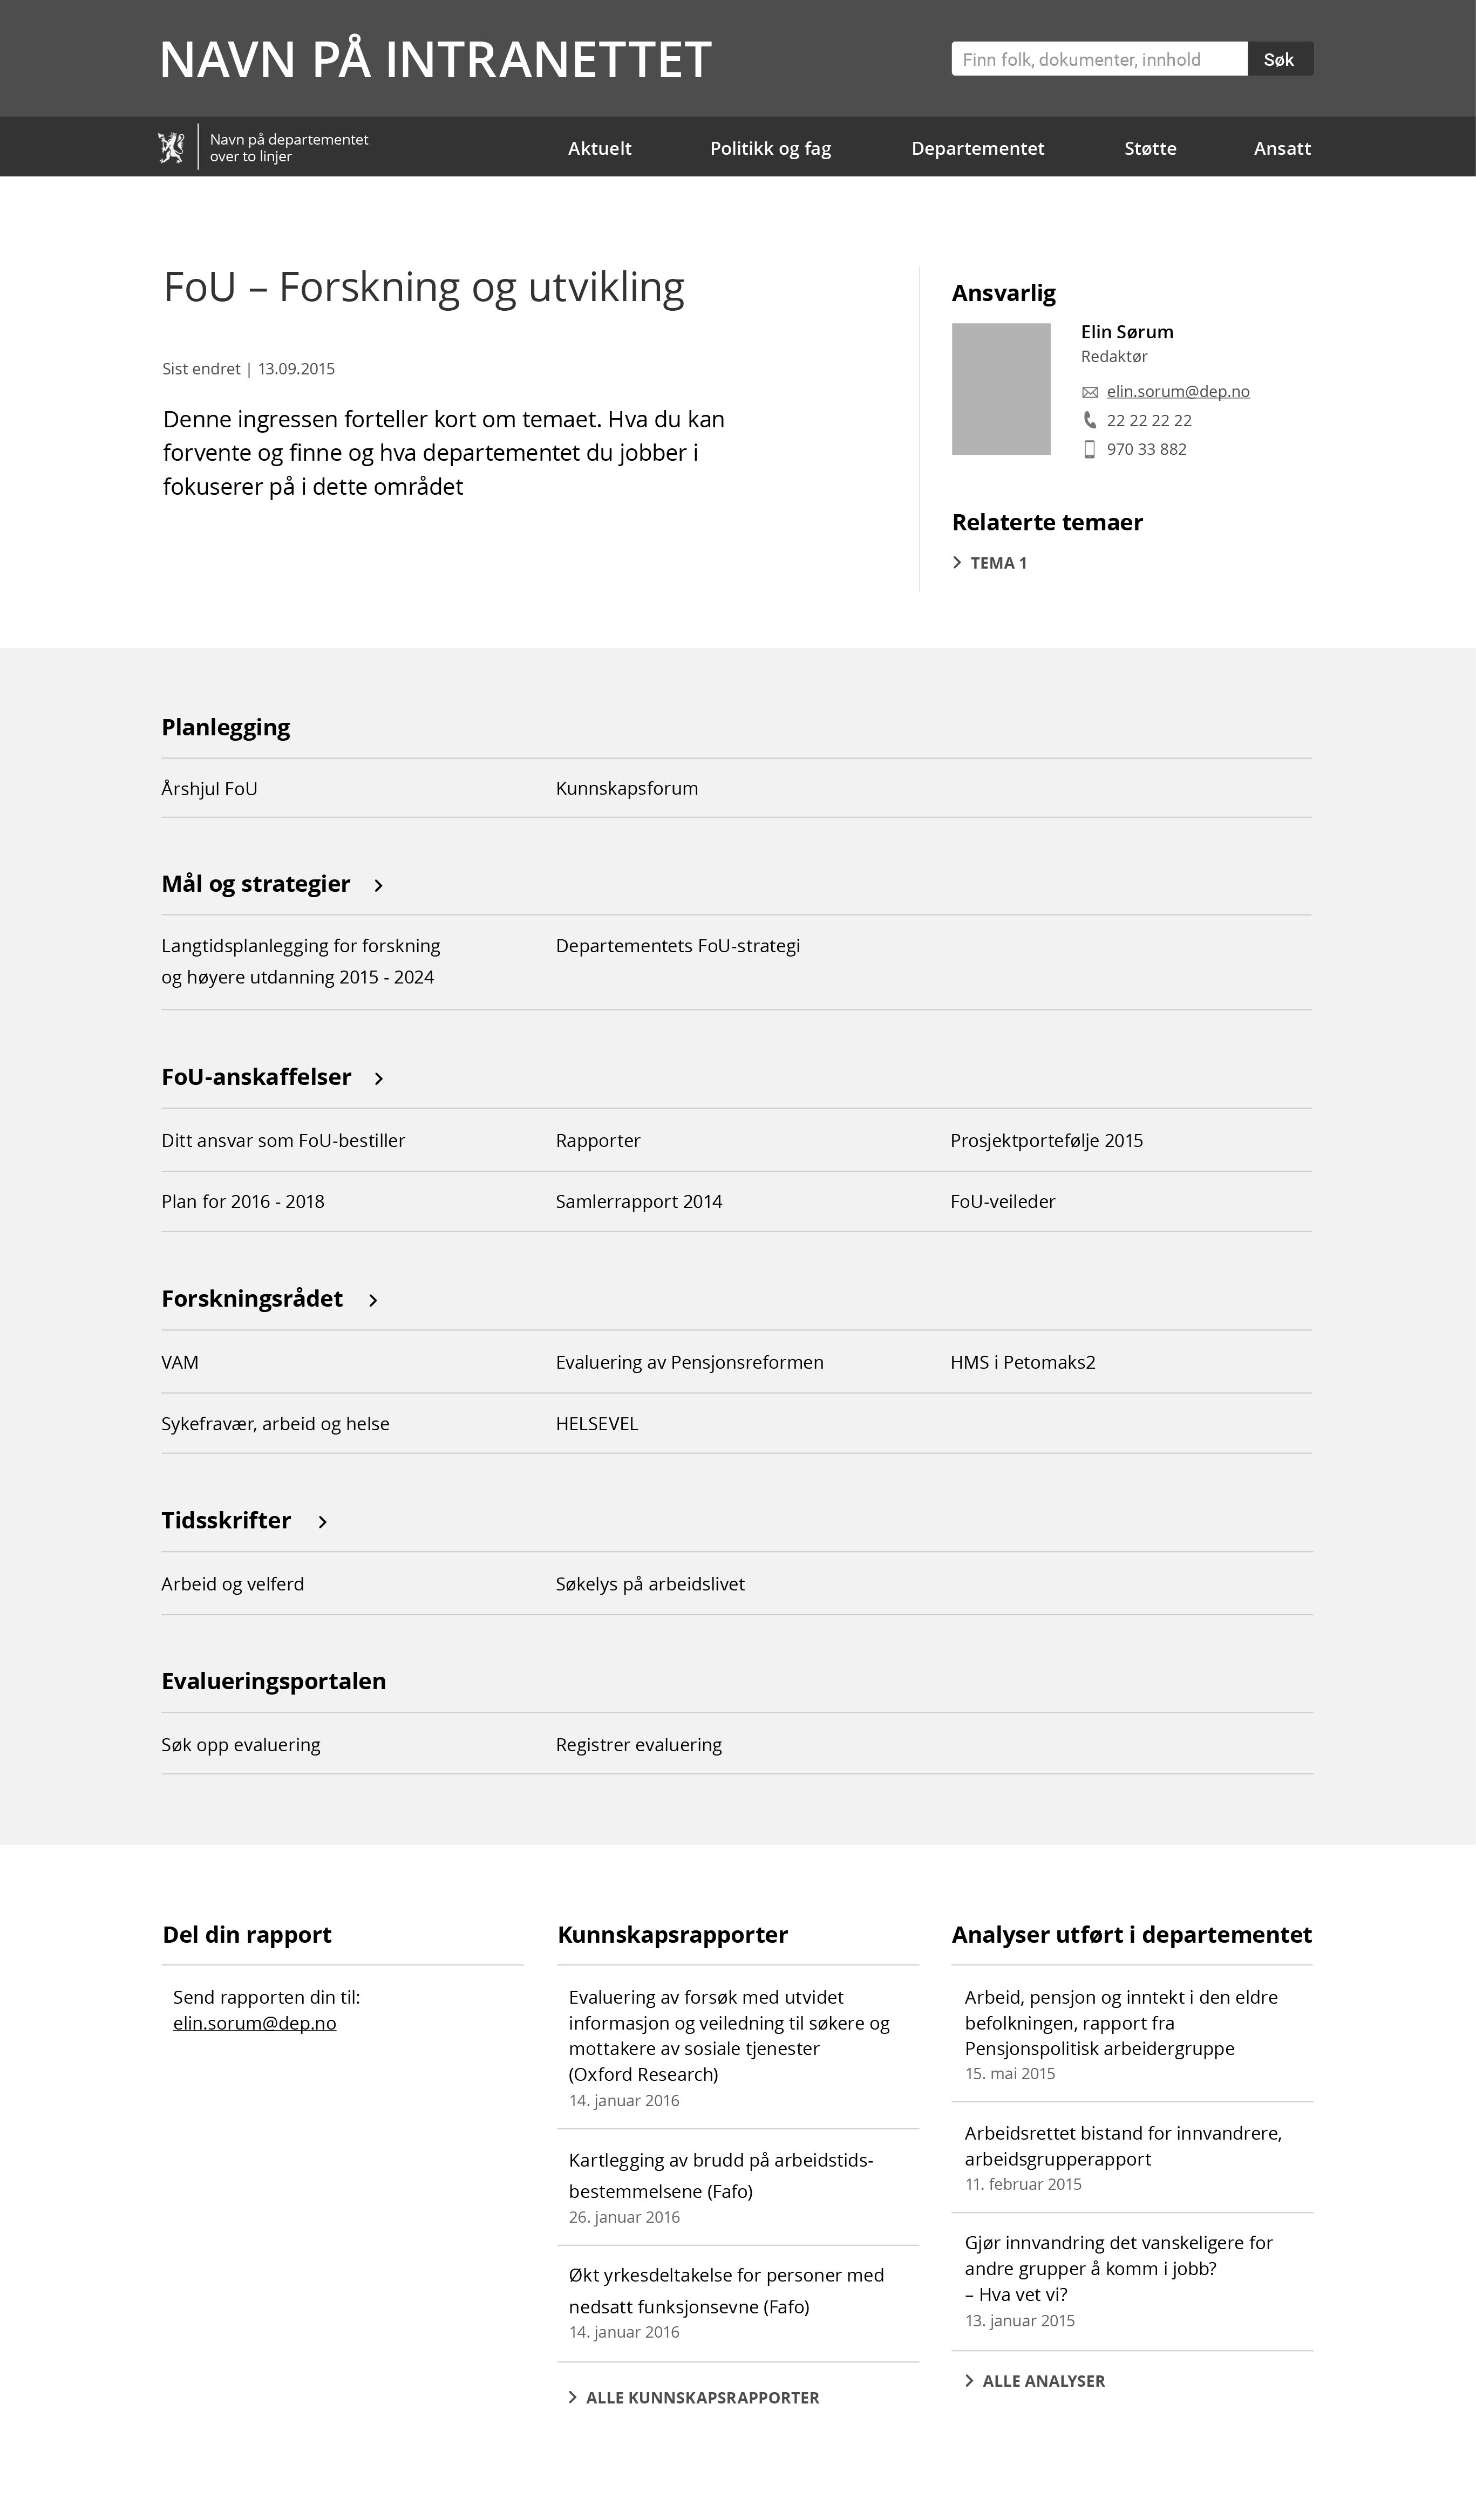 NAVN PÅ INTRANETTET
Finn folk, dokumenter, innhold
Søk
Navn på departementet
over to linjer
Aktuelt
Politikk og fag
Departementet
Støtte
Ansatt
FoU – Forskning og utvikling
Sist endret | 13.09.2015
Denne ingressen forteller kort om temaet. Hva du kan
forvente og finne og hva departementet du jobber i
fokuserer på i dette området
Ansvarlig
Elin Sørum
Redaktør
elin.sorum@dep.no
22 22 22 22
970 33 882
Relaterte temaer
TEMA 1
Planlegging
Årshjul FoU
Kunnskapsforum
Mål og strategier
Langtidsplanlegging for forskning
og høyere utdanning 2015 - 2024
Departementets FoU-strategi
FoU-anskaffelser
Ditt ansvar som FoU-bestiller
Rapporter
Prosjektportefølje 2015
Plan for 2016 - 2018
Samlerrapport 2014
FoU-veileder
Forskningsrådet
VAM
Evaluering av Pensjonsreformen
HMS i Petomaks2
Sykefravær, arbeid og helse
HELSEVEL
Tidsskrifter
Arbeid og velferd
Søkelys på arbeidslivet
Evalueringsportalen
Søk opp evaluering
Registrer evaluering
Del din rapport
Send rapporten din til:
elin.sorum@dep.no
Kunnskapsrapporter
Evaluering av forsøk med utvidet
informasjon og veiledning til søkere og
mottakere av sosiale tjenester
(Oxford Research)
14. januar 2016
Kartlegging av brudd på arbeidstids-
bestemmelsene (Fafo)
26. januar 2016
Økt yrkesdeltakelse for personer med
nedsatt funksjonsevne (Fafo)
14. januar 2016
ALLE KUNNSKAPSRAPPORTER
Analyser utført i departementet
Arbeid, pensjon og inntekt i den eldre
befolkningen, rapport fra
Pensjonspolitisk arbeidergruppe
15. mai 2015
Arbeidsrettet bistand for innvandrere,
arbeidsgrupperapport
11. februar 2015
Gjør innvandring det vanskeligere for
andre grupper å komm i jobb?
– Hva vet vi?
13. januar 2015
ALLE ANALYSER